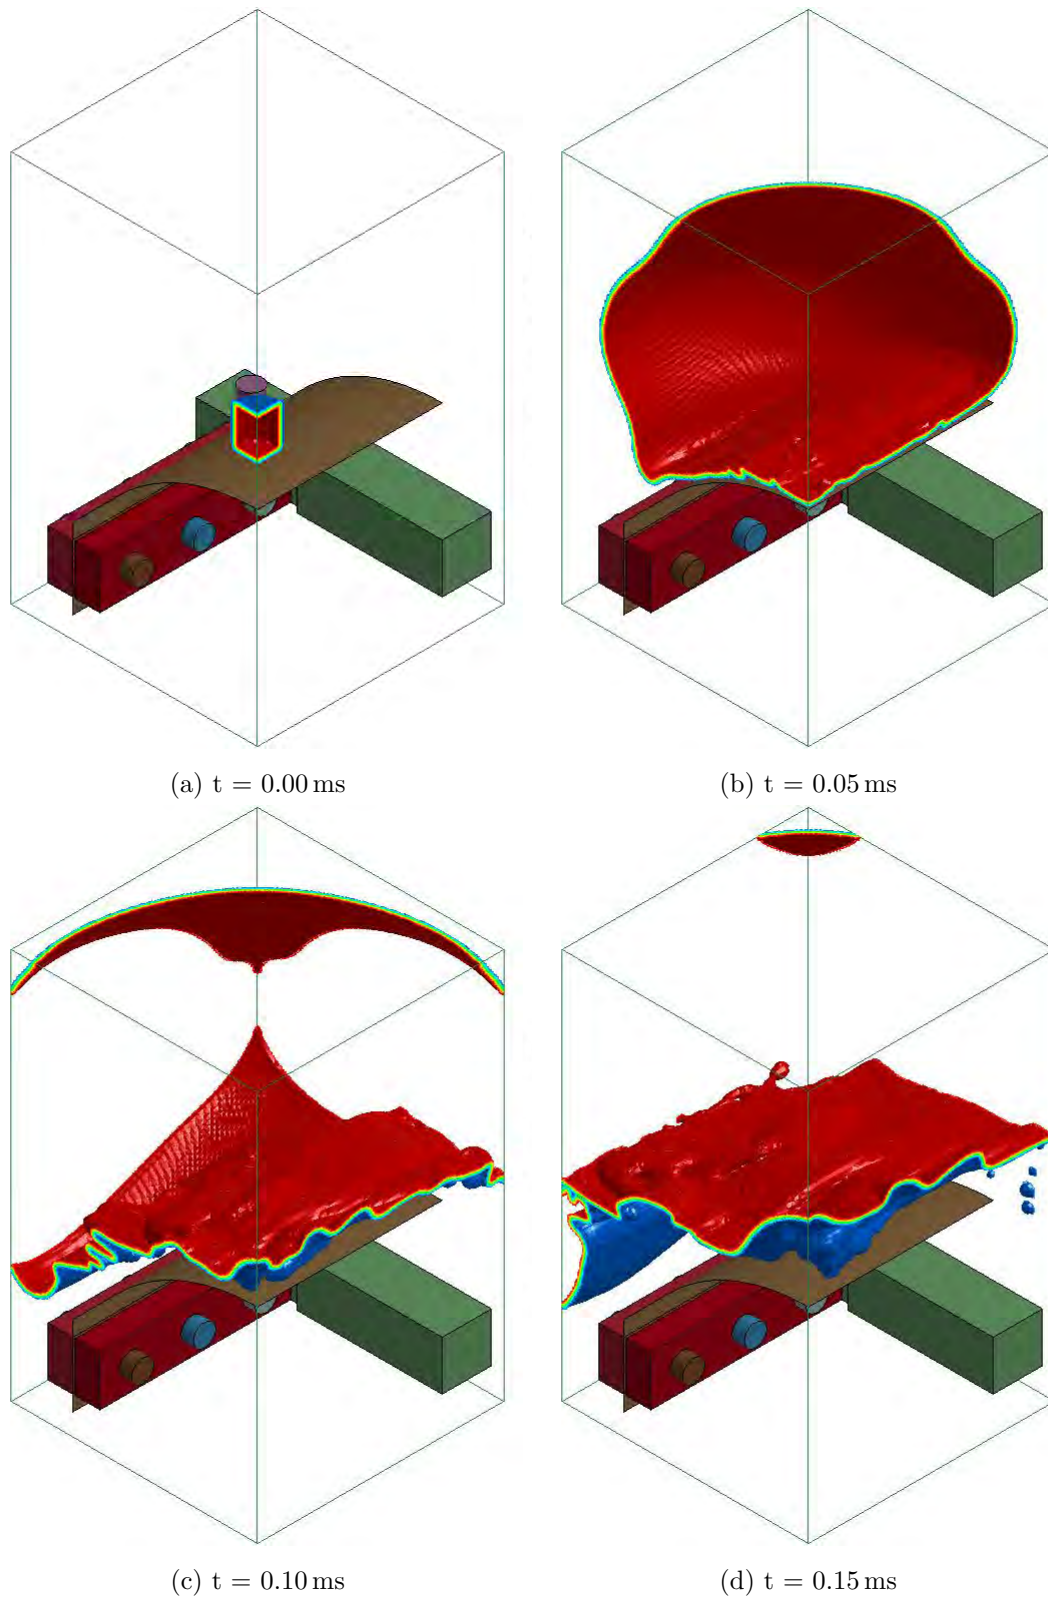 (a) t = 0.00 ms
(b) t = 0.05 ms
(c) t = 0.10 ms
(d) t = 0.15 ms